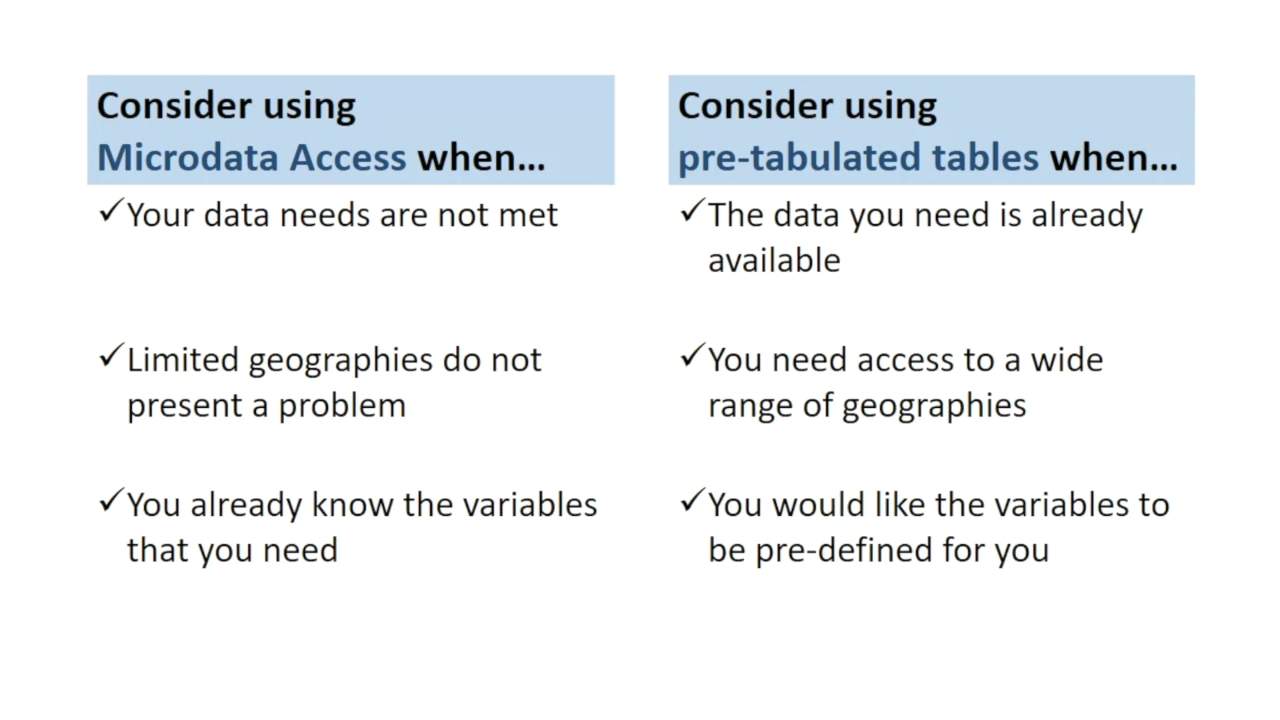 Consider using
Microdata Access when...
✓Your data needs are not met
✓Limited geographies do not
present a problem
✓You already know the variables
that you need
Consider using
pre-tabulated tables when...
✓The data you need is already
available
✓You need access to a wide
range of geographies
✓You would like the variables to
be pre-defined for you